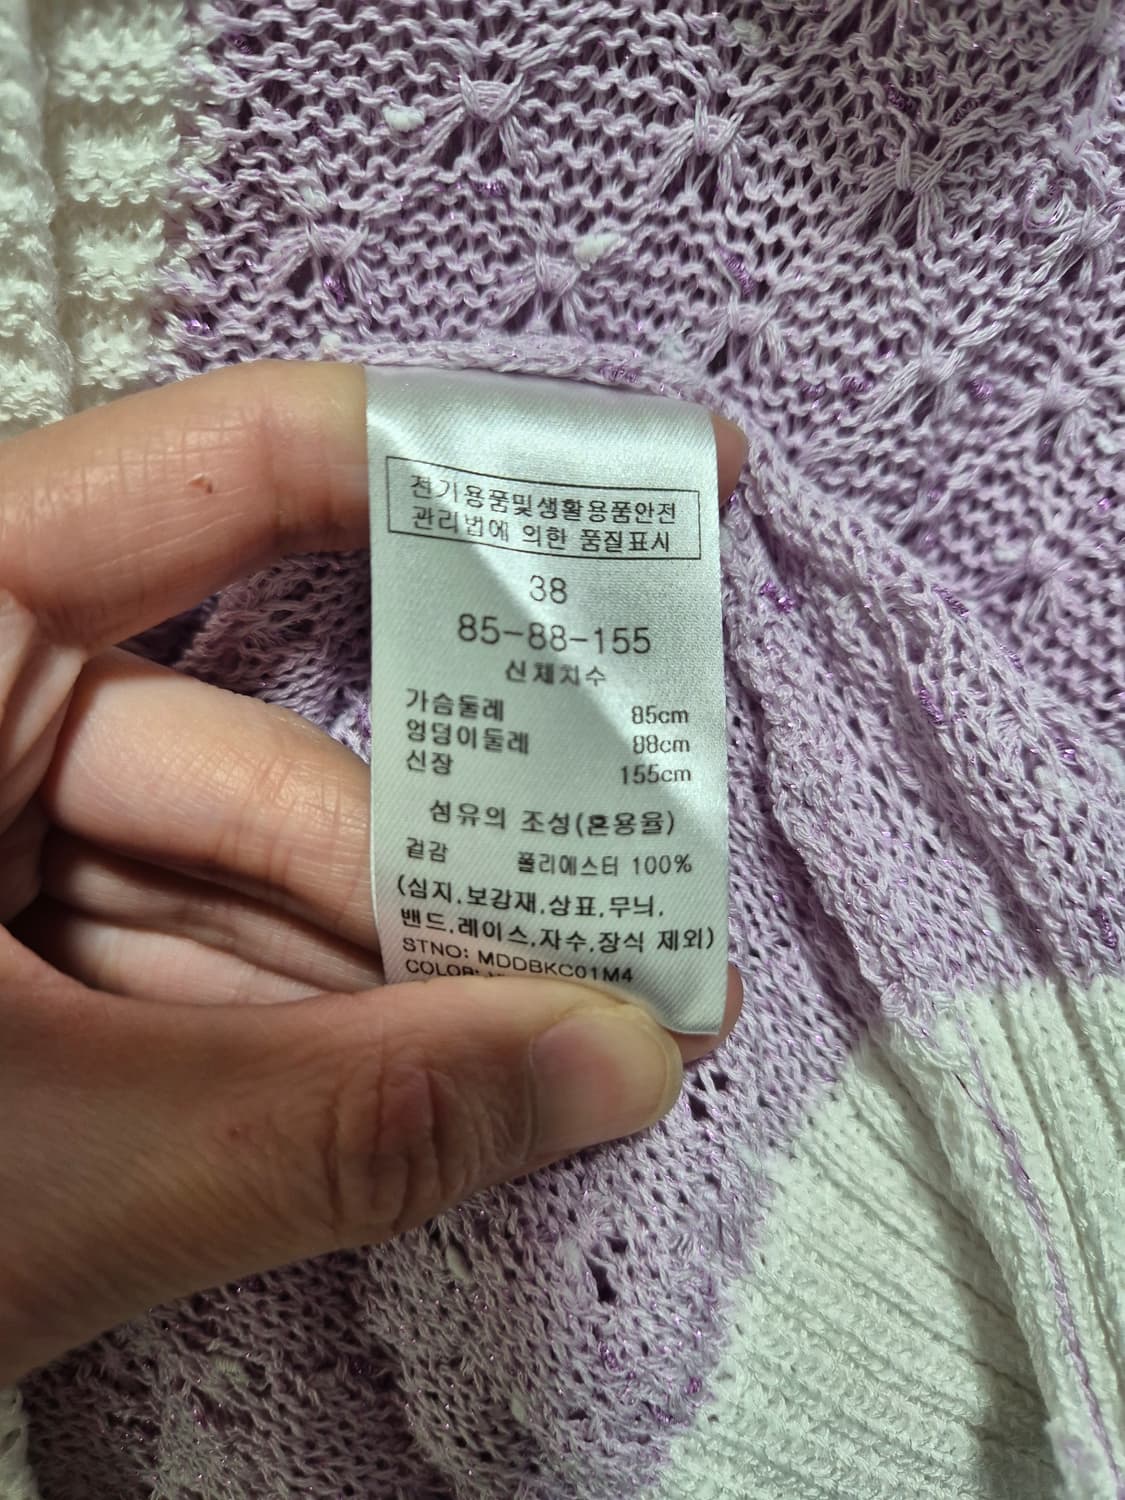 전기용품및생활용품안전
관리법에 의한 품질표시
38
85-88-155
신체치수
가슴둘레 85cm
엉덩이둘레 88cm
신장 155cm
섬유의 조성(혼용율)
겉감 폴리에스터 100%
(심지,보강재,상표,무늬,
밴드,레이스,자수,장식 제외)
STNO: MDDBKC01M4
COLOR: